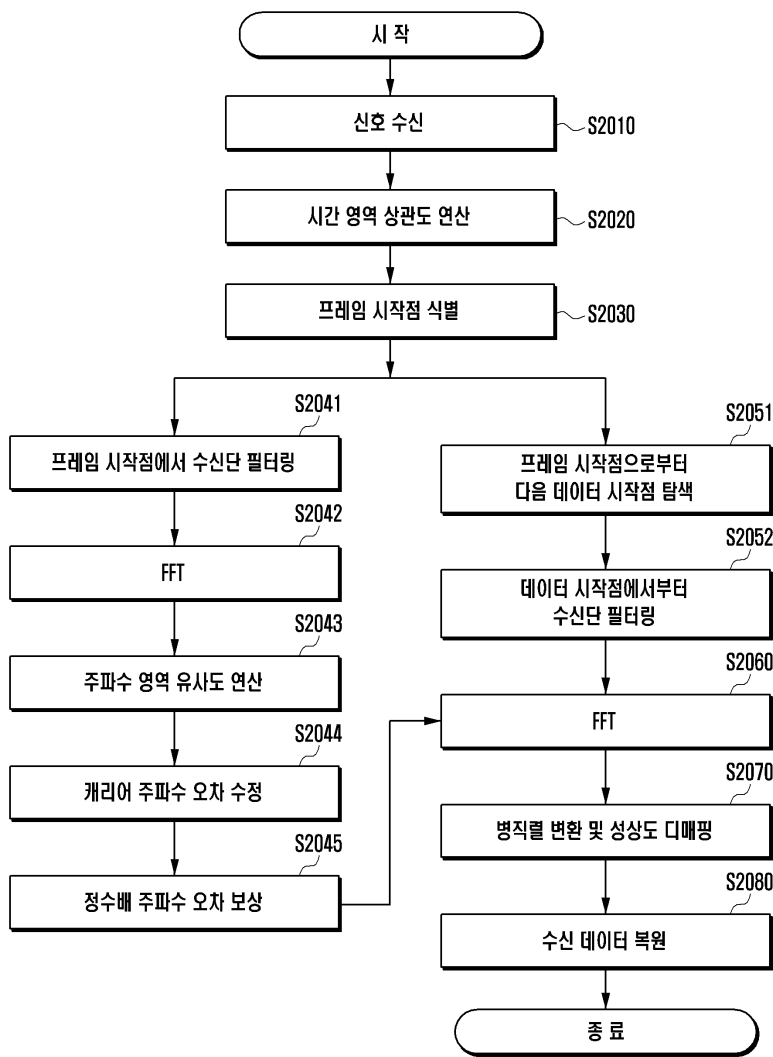 시 작
신호 수신
S2010
시간 영역 상관도 연산
S2020
프레임 시작점 식별
S2030
S2041
프레임 시작점에서 수신단 필터링
S2042
FFT
S2043
주파수 영역 유사도 연산
S2044
캐리어 주파수 오차 수정
S2045
정수배 주파수 오차 보상
S2051
프레임 시작점으로부터
다음 데이터 시작점 탐색
S2052
데이터 시작점에서부터
수신단 필터링
S2060
FFT
S2070
병직렬 변환 및 성상도 디매핑
S2080
수신 데이터 복원
종 료